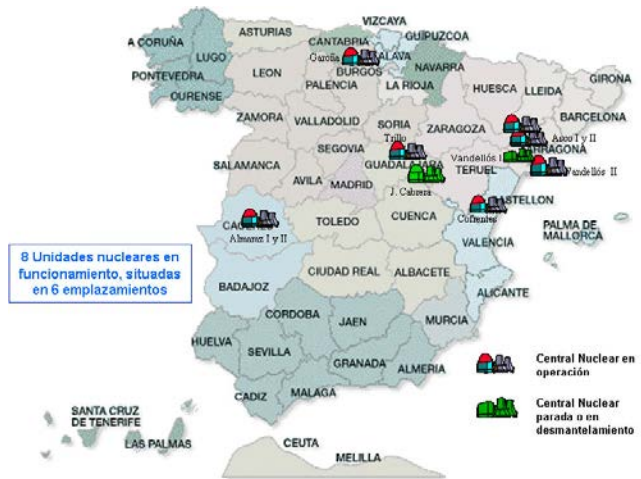 VIZCAYA
ASTURIAS
CANTABRIA
GUIPUZCOA
A CORUÑA
LUGO
Garoña
ALAVA
NAVARRA
PONTEVEDRA
LEON
BURGOS
PALENCIA
LA RIOJA
HUESCA
LLEIDA
GIRONA
OURENSE
ZAMORA
VALLADOLID
SORIA
ZARAGOZA
BARCELONA
Trillo
Asco I y II
SEGOVIA
TARRAGONA
SALAMANCA
GUADALAJARA
Vandellós I
AVILA
MADRID
TERUEL
Vandellós II
J. Cabrera
CASTELLON
CACERES
TOLEDO
CUENCA
Cofrentes
PALMA DE
MALLORCA
Almaraz I y II
VALENCIA
8 Unidades nucleares en
funcionamiento, situadas
en 6 emplazamientos
CIUDAD REAL
ALBACETE
BADAJOZ
ALICANTE
CORDOBA
JAEN
MURCIA
HUELVA
SEVILLA
GRANADA
ALMERIA
CADIZ
MALAGA
Central Nuclear en
operación
Central Nuclear
parada o en
desmantelamiento
SANTA CRUZ
DE TENERIFE
LAS PALMAS
CEUTA
MELILLA